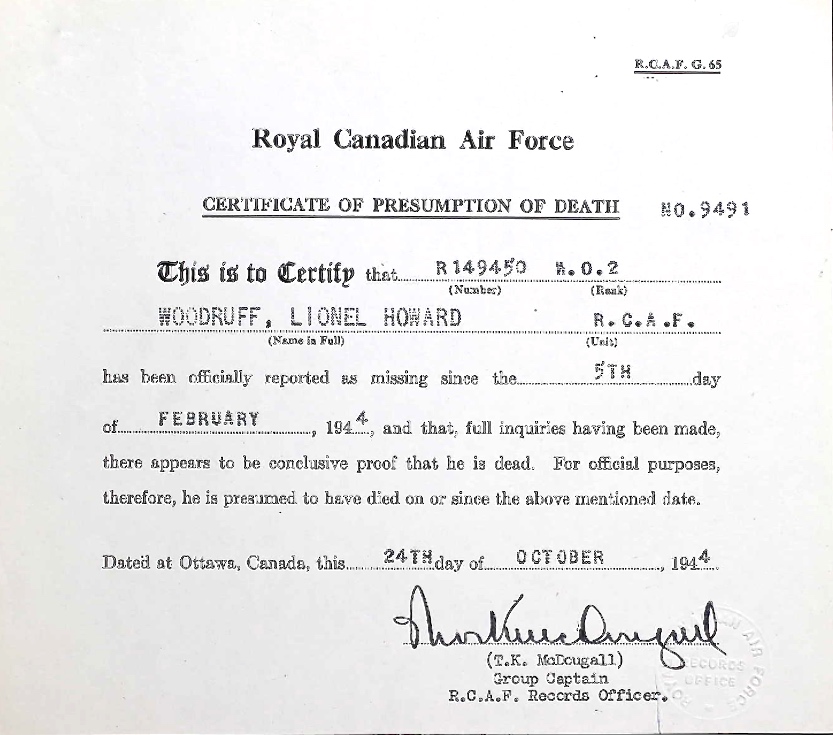 R.C.A.F. G. 65
Royal Canadian Air Force
CERTIFICATE OF PRESUMPTION OF DEATH NO.9491
This is to Certify that R149450 W.O.2
(Number) (Rank)
WOODRUFF, LIONEL HOWARD R.C.A.F.
(Name in Full) (Unit)
has been officially reported as missing since the 5TH day
of FEBRUARY, 1944, and that, full inquiries having been made,
there appears to be conclusive proof that he is dead. For official purposes,
therefore, he is presumed to have died on or since the above mentioned date.
Dated at Ottawa, Canada, this 24TH day of OCTOBER, 1944.
(T.K. McDougall)
Group Captain
R.C.A.F. Records Officer.
AIR FORCE
RECORDS
OFFICE